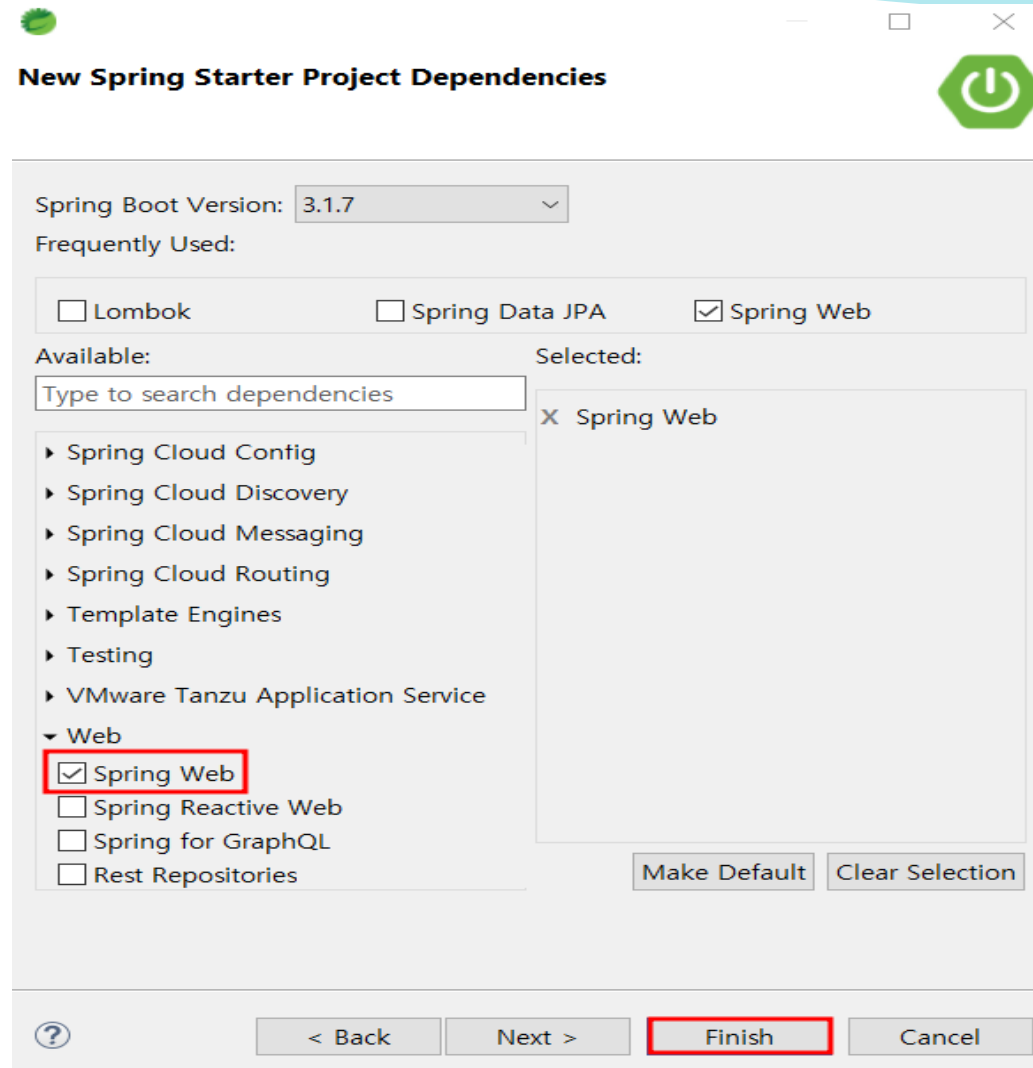 New Spring Starter Project Dependencies
Spring Boot Version: 3.1.7
Frequently Used:
Lombok Spring Data JPA Spring Web
Available: Selected:
Type to search dependencies
X Spring Web
Spring Cloud Config
Spring Cloud Discovery
Spring Cloud Messaging
Spring Cloud Routing
Template Engines
Testing
VMware Tanzu Application Service
Web
Spring Web
Spring Reactive Web
Spring for GraphQL
Rest Repositories
Make Default Clear Selection
? < Back Next > Finish Cancel